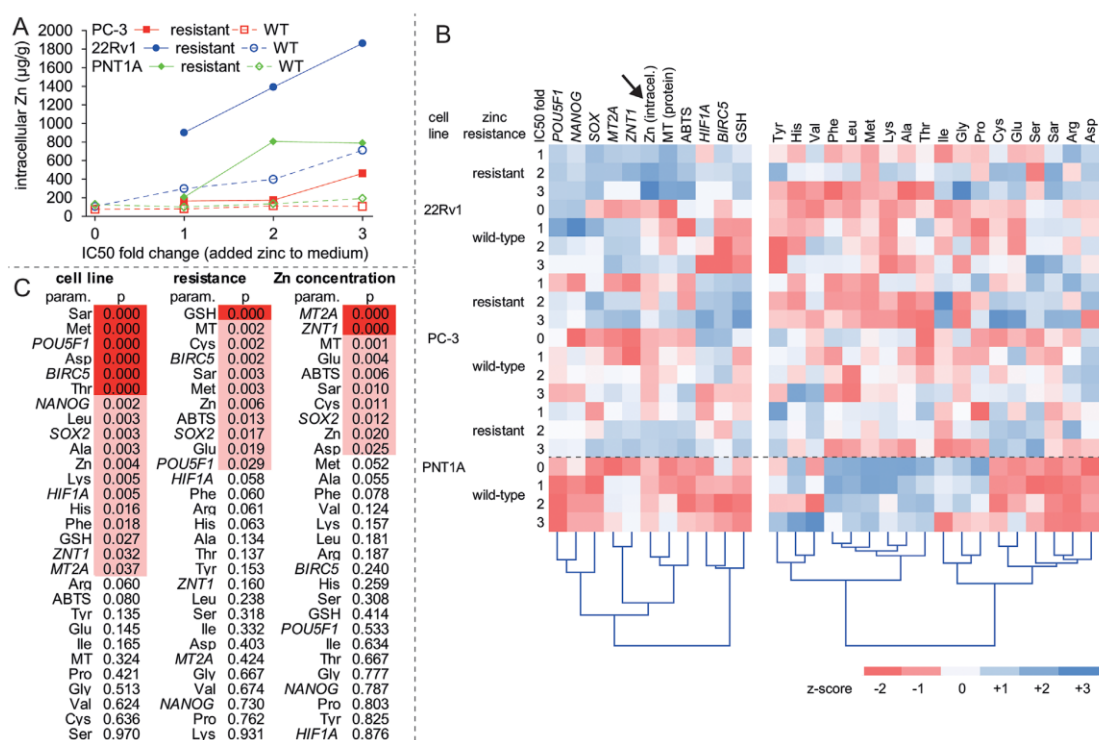 A
PC-3 resistant WT
22Rv1 resistant WT
PNT1A resistant WT
intracellular Zn (µg/g)
2000
1800
1600
1400
1200
1000
800
600
400
200
0
0 1 2 3
IC50 fold change (added zinc to medium)
B
cell line
zinc resistance
IC50 fold
POU5F1 NANOG SOX MT2A ZNT1 Zn (intracel.) MT (protein) ABTS HIF1A BIRC5 GSH
Tyr His Val Phe Leu Met Lys Ala Thr Ile Gly Pro Cys Glu Ser Sar Arg Asp
22Rv1
resistant
1
2
3
wild-type
0
1
2
3
PC-3
resistant
1
2
3
wild-type
0
1
2
3
PNT1A
resistant
1
2
3
wild-type
0
1
2
3
z-score
-2 -1 0 +1 +2 +3
C
cell line
param. p
Sar 0.000
Met 0.000
POU5F1 0.000
Asp 0.000
BIRC5 0.000
Thr 0.000
NANOG 0.002
Leu 0.003
SOX2 0.003
Ala 0.003
Zn 0.004
Lys 0.005
HIF1A 0.005
His 0.016
Phe 0.018
GSH 0.027
ZNT1 0.032
MT2A 0.037
Arg 0.060
ABTS 0.080
Tyr 0.135
Glu 0.145
Ile 0.165
MT 0.324
Pro 0.421
Gly 0.513
Val 0.624
Cys 0.636
Ser 0.970
resistance
param. p
GSH 0.000
MT 0.002
Cys 0.002
BIRC5 0.002
Sar 0.003
Met 0.003
Zn 0.006
ABTS 0.013
SOX2 0.017
Glu 0.019
POU5F1 0.029
HIF1A 0.058
Phe 0.060
Arg 0.061
His 0.063
Ala 0.134
Thr 0.137
Tyr 0.153
ZNT1 0.160
Leu 0.238
Ser 0.318
Ile 0.332
Asp 0.403
MT2A 0.424
Gly 0.667
Val 0.674
NANOG 0.730
Pro 0.762
Lys 0.931
Zn concentration
param. p
MT2A 0.000
ZNT1 0.000
MT 0.001
Glu 0.004
ABTS 0.006
Sar 0.010
Cys 0.011
SOX2 0.012
Zn 0.020
Asp 0.025
Met 0.052
Ala 0.055
Phe 0.078
Val 0.124
Lys 0.157
Leu 0.181
Arg 0.187
BIRC5 0.240
His 0.259
Ser 0.308
GSH 0.414
POU5F1 0.533
Ile 0.634
Thr 0.667
Gly 0.777
NANOG 0.787
Pro 0.803
Tyr 0.825
HIF1A 0.876